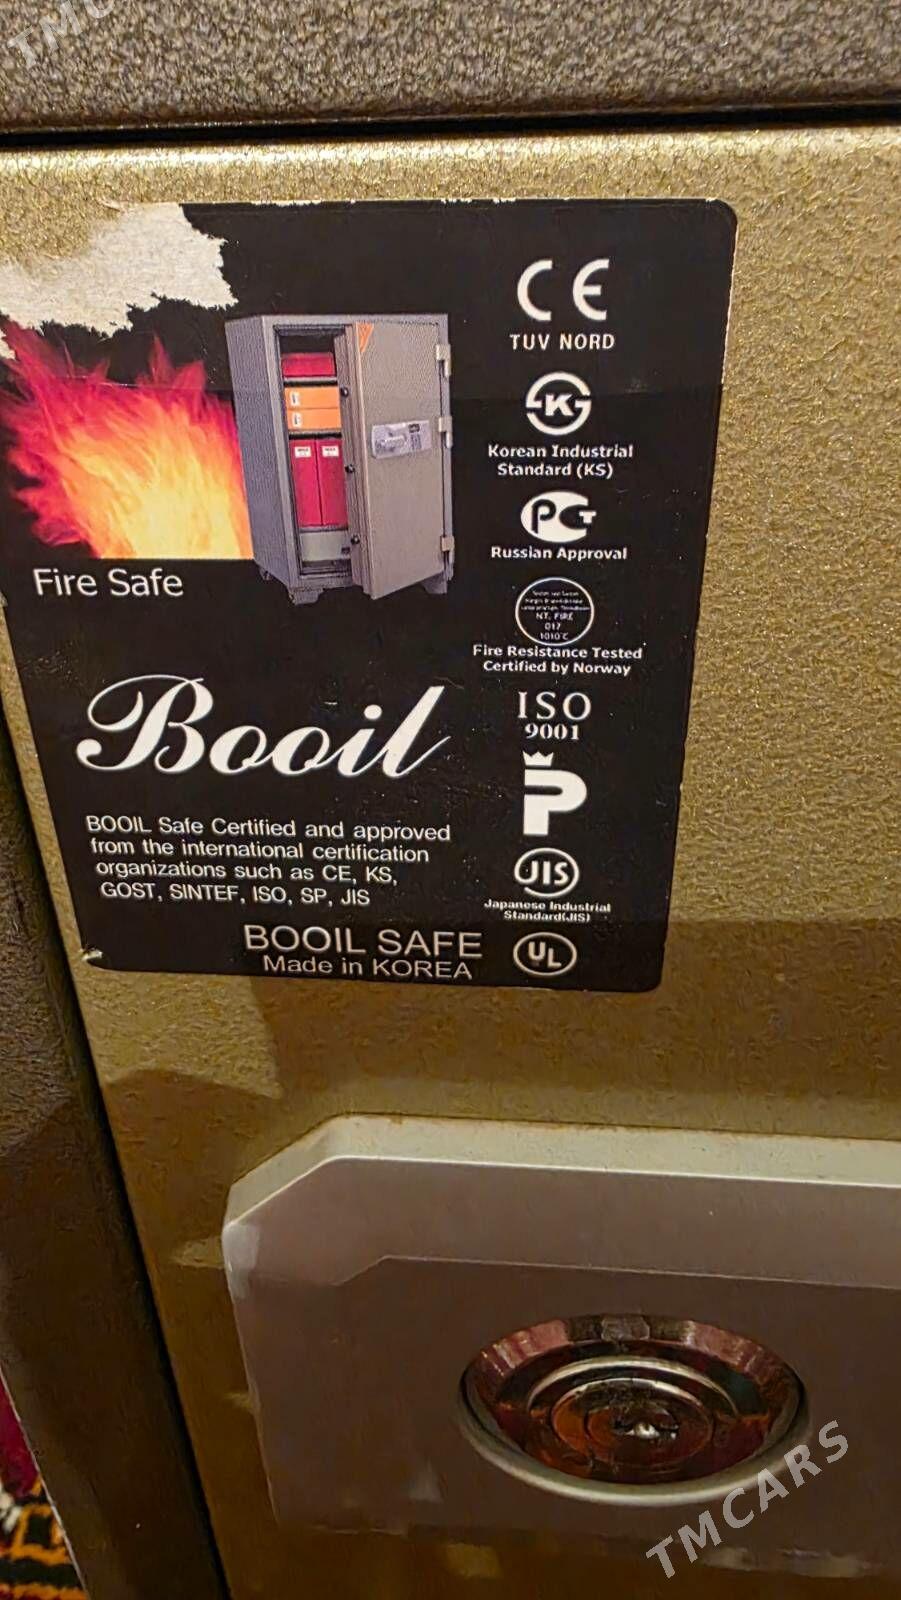 CE
TUV NORD
K
Korean Industrial
Standard (KS)
PCT
Russian Approval
NT. FIRE
017
1010°C
Fire Resistance Tested
Certified by Norway
ISO
9001
P
JIS
Japanese Industrial
Standard(JIS)
UL
Fire Safe
Booil
BOOIL Safe Certified and approved
from the international certification
organizations such as CE, KS,
GOST, SINTEF, ISO, SP, JIS
BOOIL SAFE
Made in KOREA
TMCARS